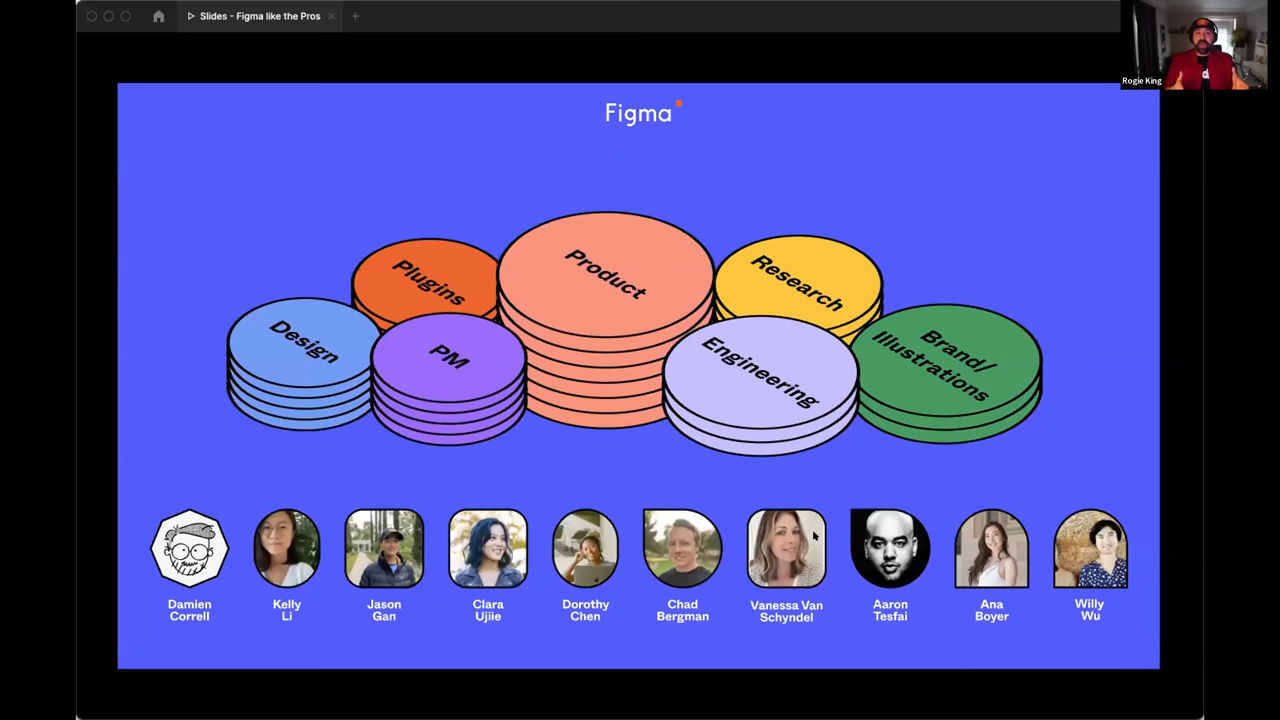 Slides - Figma like the Pros
Rogie King
Figma
Plugins
Product
Research
Design
PM
Engineering
Brand/
Illustrations
Damien
Correll
Kelly
Li
Jason
Gan
Clara
Ujiie
Dorothy
Chen
Chad
Bergman
Vanessa Van
Schyndel
Aaron
Tesfai
Ana
Boyer
Willy
Wu